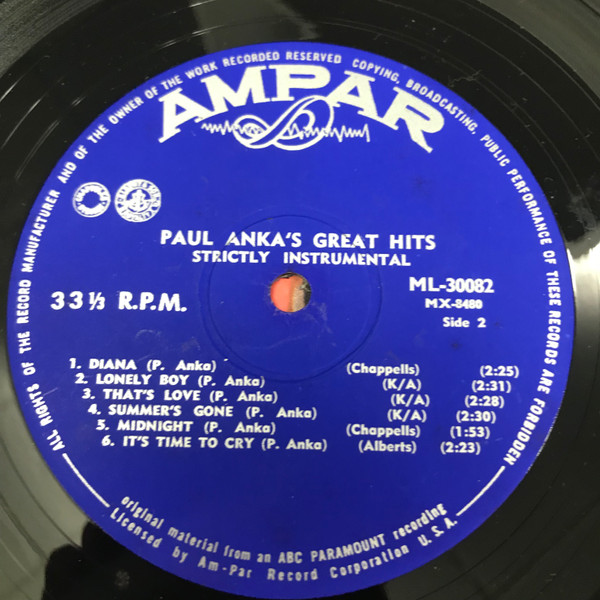 ALL RIGHTS OF THE RECORD MANUFACTURER AND OF THE OWNER OF THE WORK RECORDED RESERVED COPYING, BROADCASTING, PUBLIC PERFORMANCE OF THESE RECORDS ARE FORBIDDEN
AMPAR
PAUL ANKA'S GREAT HITS
STRICTLY INSTRUMENTAL
33⅓ R.P.M.
ML-30082
MX-8480
Side 2
1. DIANA (P. Anka) (Chappells) (2:25)
2. LONELY BOY (P. Anka) (K/A) (2:31)
3. THAT'S LOVE (P. Anka) (K/A) (2:28)
4. SUMMER'S GONE (P. Anka) (K/A) (2:30)
5. MIDNIGHT (P. Anka) (Chappells) (1:53)
6. IT'S TIME TO CRY (P. Anka) (Alberts) (2:23)
original material from an ABC PARAMOUNT recording
Licensed by Am-Par Record Corporation U.S.A.